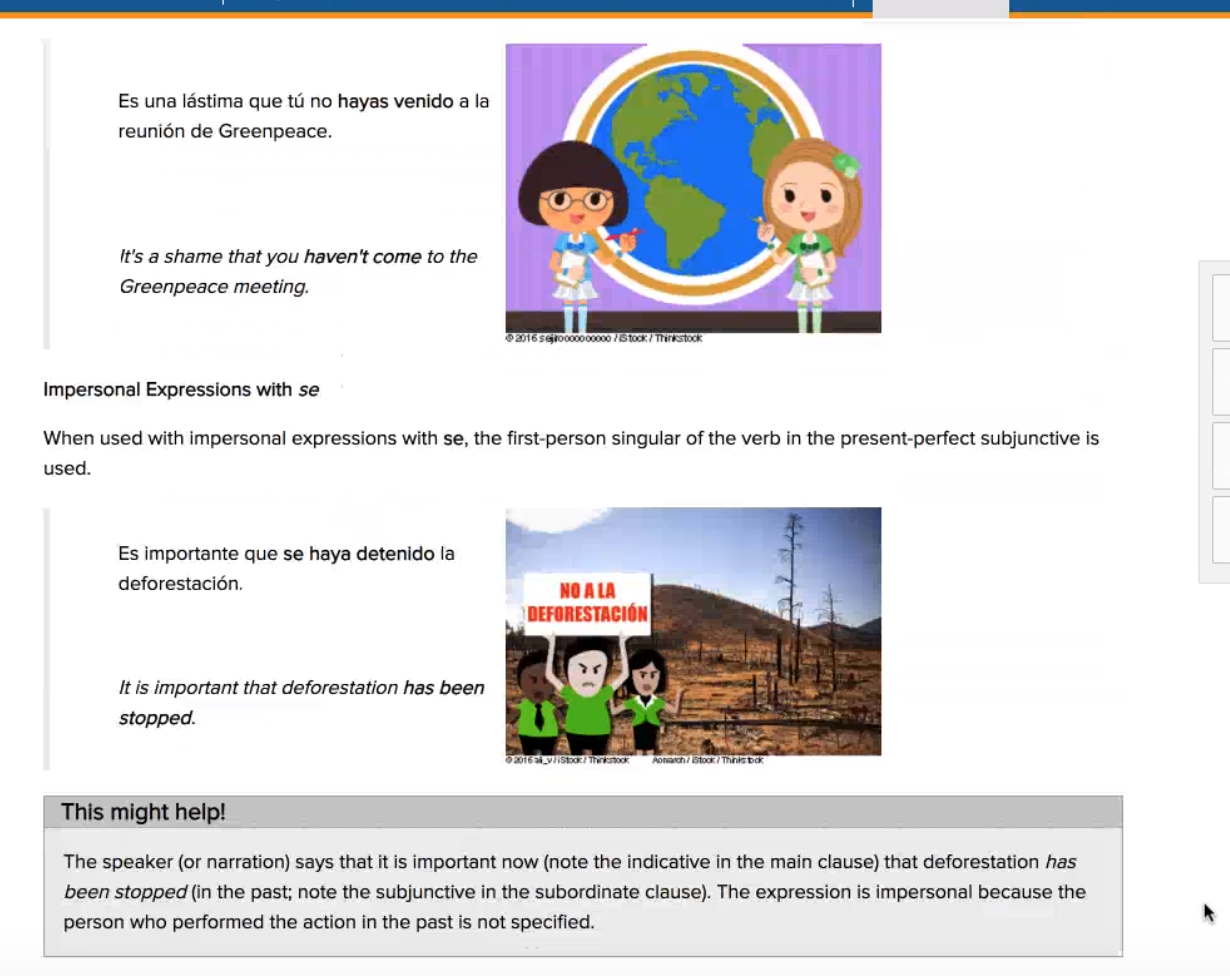 Es una lástima que tú no hayas venido a la
reunión de Greenpeace.
It's a shame that you haven't come to the
Greenpeace meeting.
© 2016 sejiroooooooooo / iStock / Thinkstock
Impersonal Expressions with se
When used with impersonal expressions with se, the first-person singular of the verb in the present-perfect subjunctive is
used.
Es importante que se haya detenido la
deforestación.
NO A LA
DEFORESTACIÓN
It is important that deforestation has been
stopped.
© 2016 / iStock / Thinkstock / iStock / Thinkstock
This might help!
The speaker (or narration) says that it is important now (note the indicative in the main clause) that deforestation has
been stopped (in the past; note the subjunctive in the subordinate clause). The expression is impersonal because the
person who performed the action in the past is not specified.